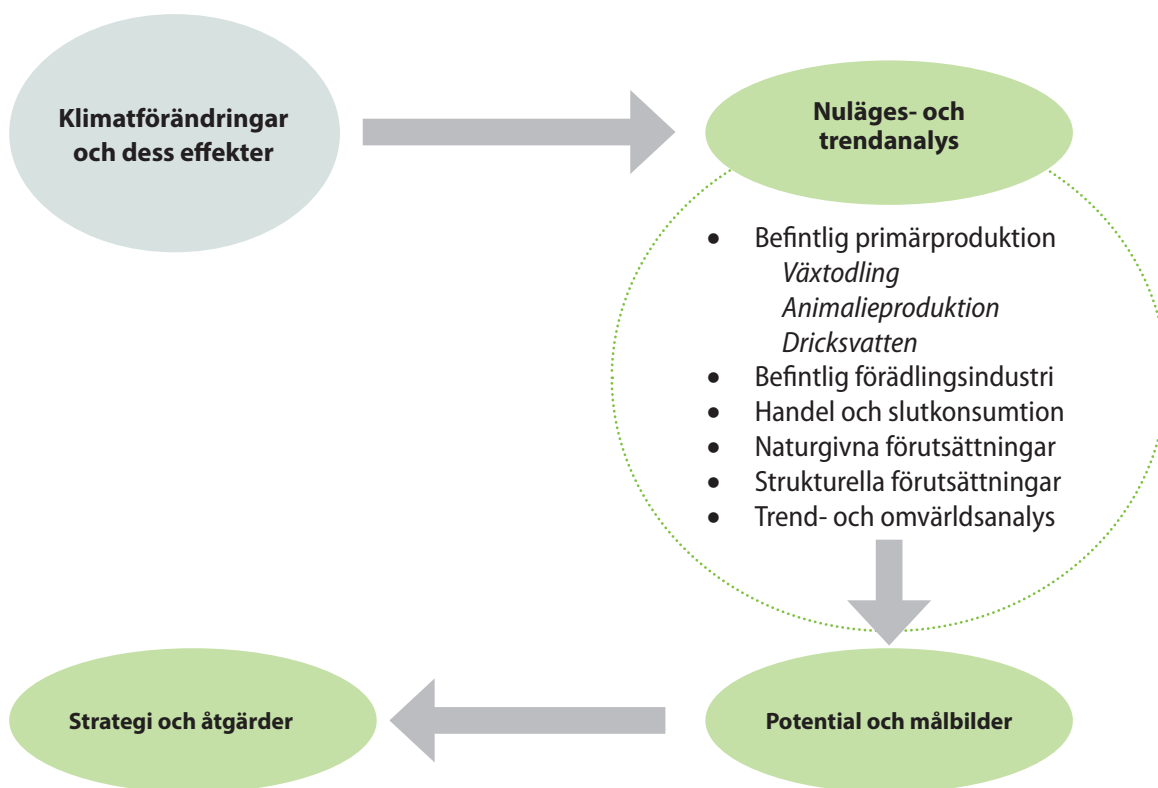 Klimatförändringar
och dess effekter
Nuläges- och
trendanalys
• Befintlig primärproduktion
Växtodling
Animalieproduktion
Dricksvatten
• Befintlig förädlingsindustri
• Handel och slutkonsumtion
• Naturgivna förutsättningar
• Strukturella förutsättningar
• Trend- och omvärldsanalys
Strategi och åtgärder
Potential och målbilder